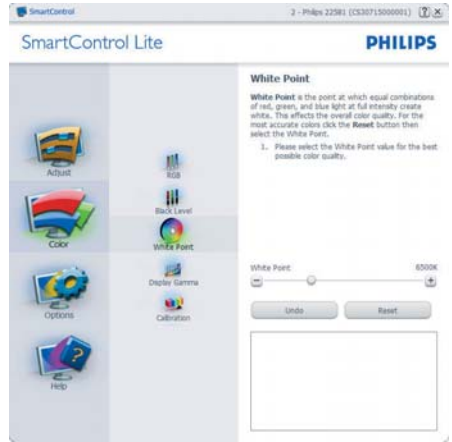 SmartControl
2 - Philips 225B1 (CS30715000001)
SmartControl Lite
PHILIPS
Adjust
Color
Options
Help
RGB
Black Level
White Point
Display Gamma
Calibration
White Point
White Point is the point at which equal combinations
of red, green, and blue light at full intensity create
white. This effects the overall color quality. For the
most accurate colors click the Reset button then
select the White Point.
1. Please select the White Point value for the best
possible color quality.
White Point
6500K
Undo
Reset